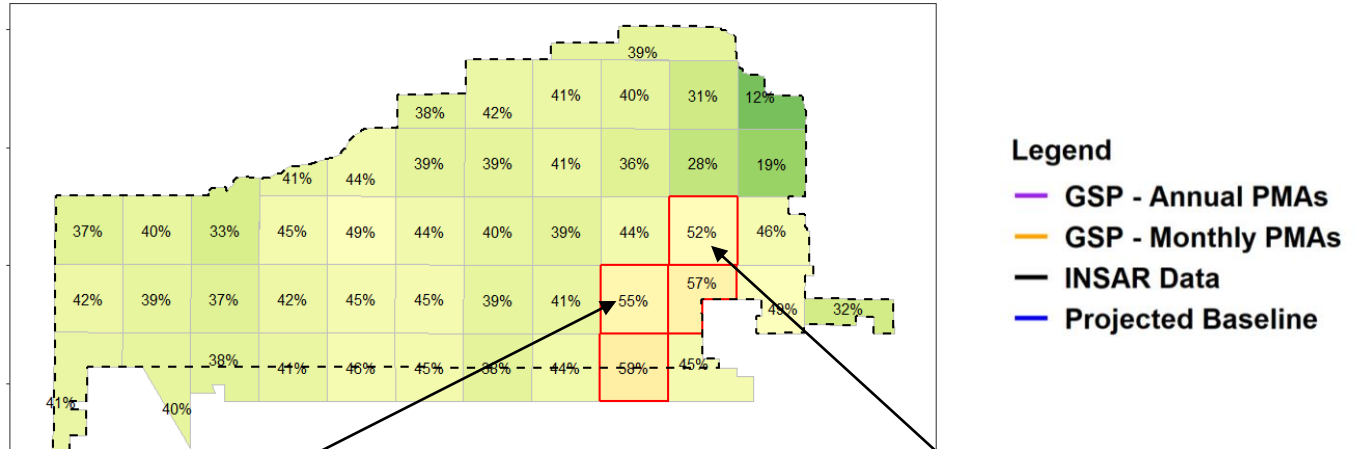 39%
41% 40% 31% 12%
38% 42%
39% 39% 41% 36% 28% 19%
41% 44%
37% 40% 33% 45% 49% 44% 40% 39% 44% 52% 46%
57%
42% 39% 37% 42% 45% 45% 39% 41% 55% 49% 32%
38% 41% 46% 45% 38% 44% 58% 45%
41% 40%
Legend
GSP - Annual PMAs
GSP - Monthly PMAs
INSAR Data
Projected Baseline